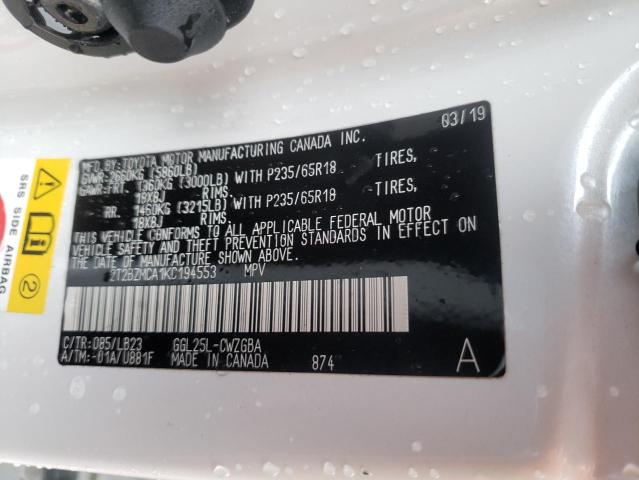 MFD. BY: TOYOTA MOTOR MANUFACTURING CANADA INC. 03/19
GVWR: 2660KG (5860LB)
GAWR: FRT. 1360KG (3000LB) WITH P235/65R18 TIRES,
18X8J RIMS
RR. 1460KG (3215LB) WITH P235/65R18 TIRES,
18X8J RIMS
THIS VEHICLE CONFORMS TO ALL APPLICABLE FEDERAL MOTOR
VEHICLE SAFETY AND THEFT PREVENTION STANDARDS IN EFFECT ON
THE DATE OF MANUFACTURE SHOWN ABOVE.
2T2BZMCA1KC194553 MPV
C/TR: 085/LB23 GGL25L-CWZGBA
A/TM: -01A/U881F MADE IN CANADA 874 A
SRS SIDE AIRBAG
2